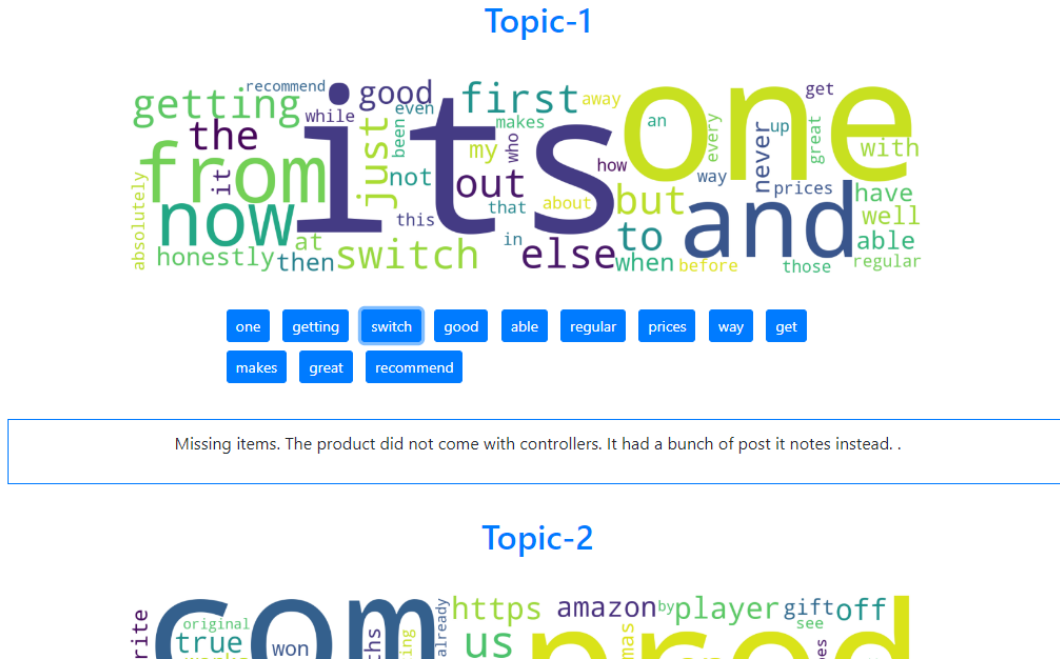 Topic-1
recommend good first away get
getting while even makes an every up great
the its one
from just been my who how never with
it not out way prices have
absolutely now this that about but and well
honestly at then switch in else to when before those able regular
one getting switch good able regular prices way get
makes great recommend
Missing items. The product did not come with controllers. It had a bunch of post it notes instead. .
Topic-2
already https amazon by player gift off
original com see
true won us prod